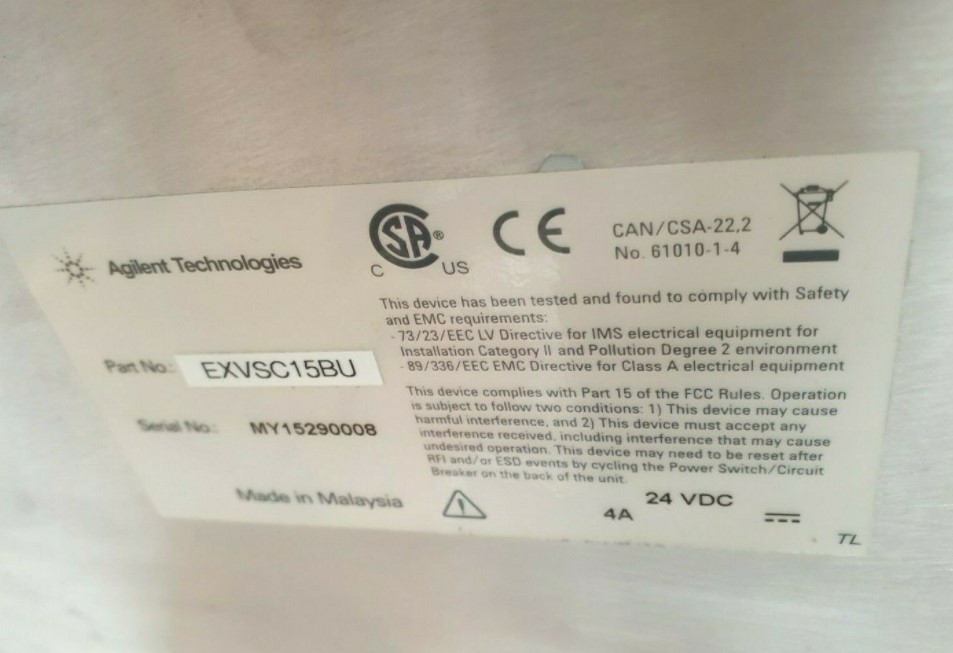 Agilent Technologies
CSA®
C US
CE
CAN/CSA-22,2
No. 61010-1-4
This device has been tested and found to comply with Safety
and EMC requirements:
- 73/23/EEC LV Directive for IMS electrical equipment for
Installation Category II and Pollution Degree 2 environment
- 89/336/EEC EMC Directive for Class A electrical equipment
Part No.: EXVSC15BU
This device complies with Part 15 of the FCC Rules. Operation
is subject to follow two conditions: 1) This device may cause
harmful interference, and 2) This device must accept any
interference received, including interference that may cause
undesired operation. This device may need to be reset after
RFI and/or ESD events by cycling the Power Switch/Circuit
Breaker on the back of the unit.
Serial No.: MY15290008
Made in Malaysia
4A 24 VDC
TL